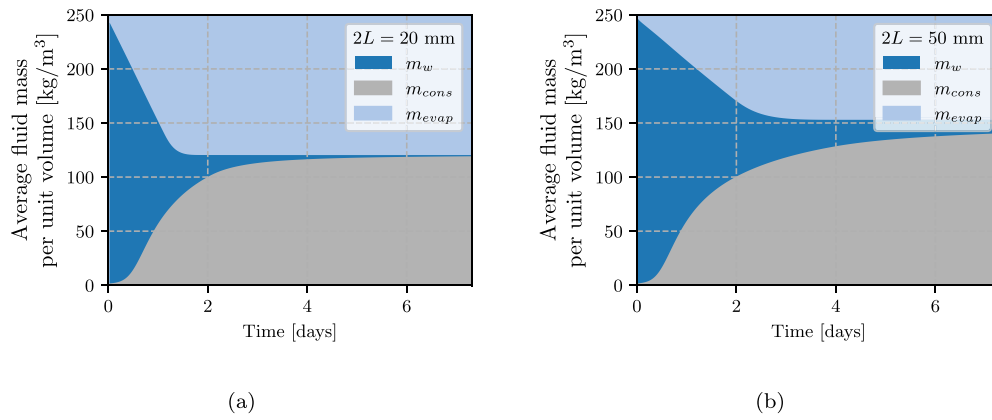 250
200
150
100
50
0
0 2 4 6
Time [days]
Average fluid mass
per unit volume [kg/m³]
2L = 20 mm
m_w
m_cons
m_evap
(a)
250
200
150
100
50
0
0 2 4 6
Time [days]
Average fluid mass
per unit volume [kg/m³]
2L = 50 mm
m_w
m_cons
m_evap
(b)